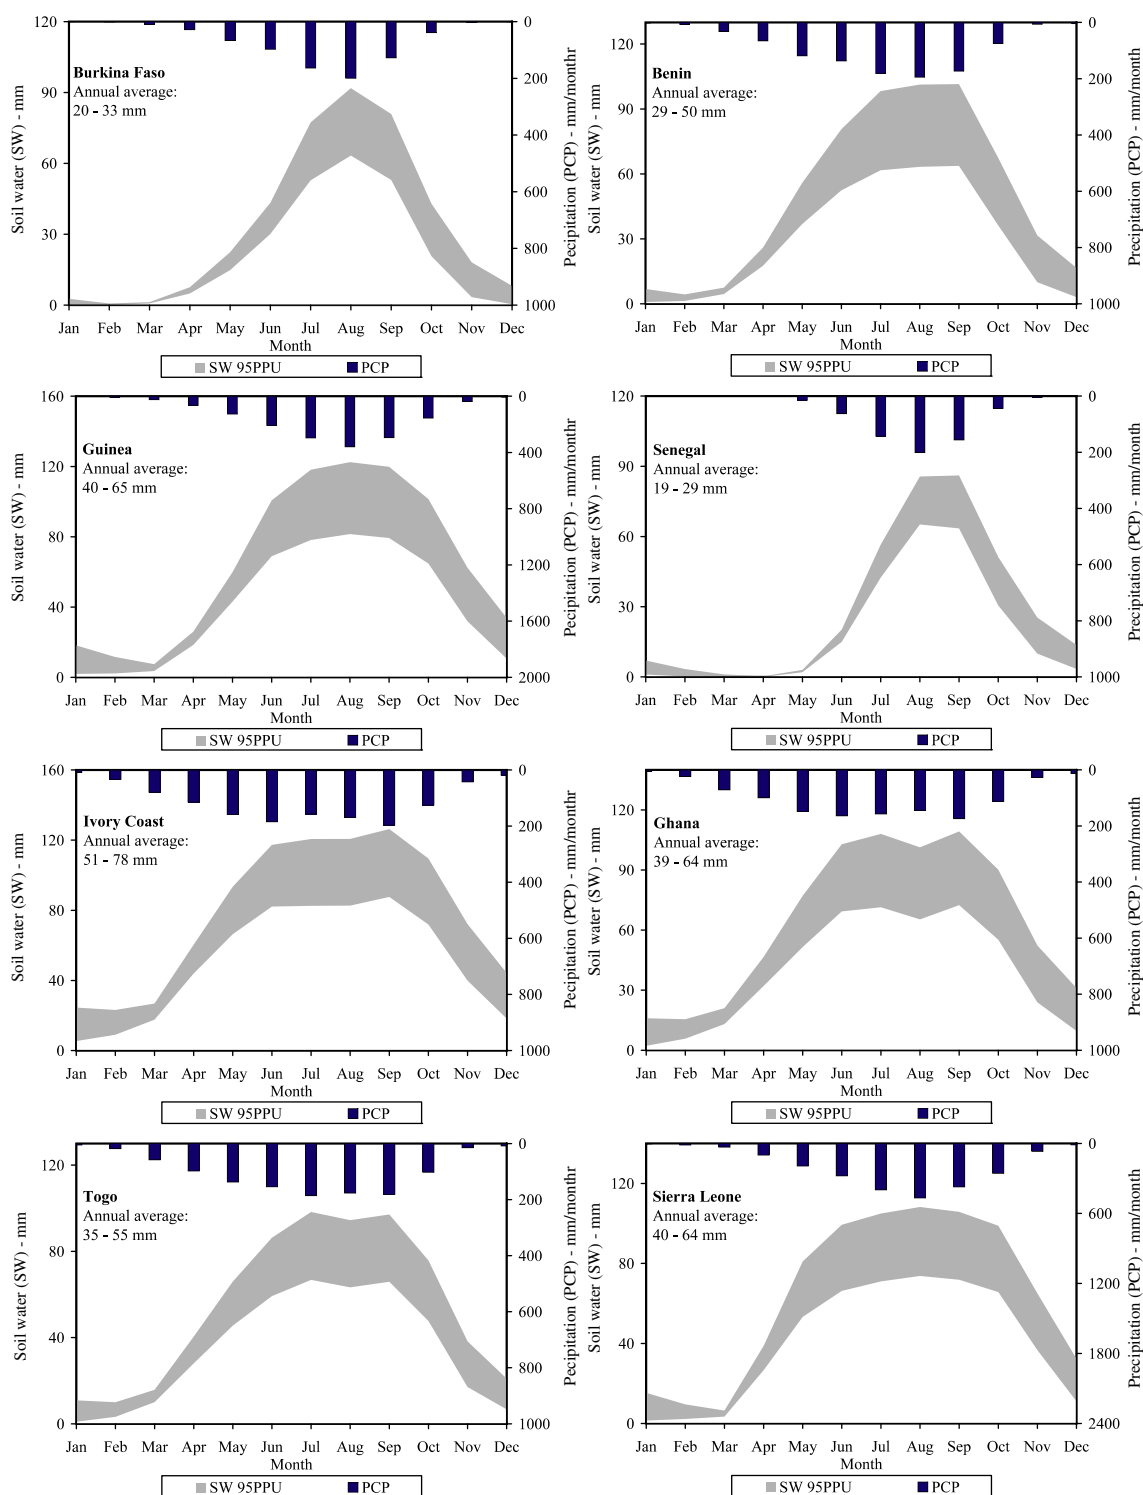 Burkina Faso
Annual average:
20 - 33 mm
Soil water (SW) - mm
120
90
60
30
0
Pecipitation (PCP) - mm/monthr
0
200
400
600
800
1000
Jan Feb Mar Apr May Jun Jul Aug Sep Oct Nov Dec
Month
SW 95PPU PCP
Benin
Annual average:
29 - 50 mm
Soil water (SW) - mm
120
90
60
30
0
Precipitation (PCP) - mm/month
0
200
400
600
800
1000
Jan Feb Mar Apr May Jun Jul Aug Sep Oct Nov Dec
Month
SW 95PPU PCP
Guinea
Annual average:
40 - 65 mm
Soil water (SW) - mm
160
120
80
40
0
Pecipitation (PCP) - mm/monthr
0
400
800
1200
1600
2000
Jan Feb Mar Apr May Jun Jul Aug Sep Oct Nov Dec
Month
SW 95PPU PCP
Senegal
Annual average:
19 - 29 mm
Soil water (SW) - mm
120
90
60
30
0
Precipitation (PCP) - mm/month
0
200
400
600
800
1000
Jan Feb Mar Apr May Jun Jul Aug Sep Oct Nov Dec
Month
SW 95PPU PCP
Ivory Coast
Annual average:
51 - 78 mm
Soil water (SW) - mm
160
120
80
40
0
Pecipitation (PCP) - mm/monthr
0
200
400
600
800
1000
Jan Feb Mar Apr May Jun Jul Aug Sep Oct Nov Dec
Month
SW 95PPU PCP
Ghana
Annual average:
39 - 64 mm
Soil water (SW) - mm
120
90
60
30
0
Precipitation (PCP) - mm/month
0
200
400
600
800
1000
Jan Feb Mar Apr May Jun Jul Aug Sep Oct Nov Dec
Month
SW 95PPU PCP
Togo
Annual average:
35 - 55 mm
Soil water (SW) - mm
120
80
40
0
Pecipitation (PCP) - mm/monthr
0
200
400
600
800
1000
Jan Feb Mar Apr May Jun Jul Aug Sep Oct Nov Dec
Month
SW 95PPU PCP
Sierra Leone
Annual average:
40 - 64 mm
Soil water (SW) - mm
120
80
40
0
Precipitation (PCP) - mm/month
0
600
1200
1800
2400
Jan Feb Mar Apr May Jun Jul Aug Sep Oct Nov Dec
Month
SW 95PPU PCP